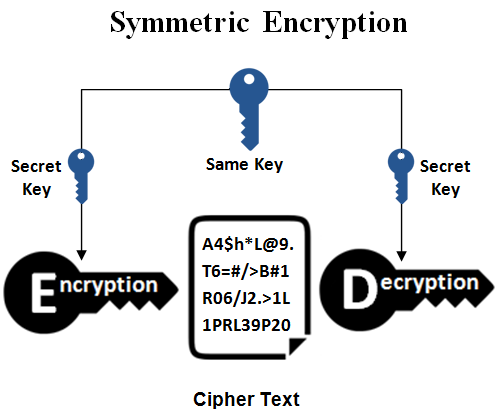 Symmetric Encryption
Same Key
Secret
Key
Secret
Key
Encryption
A4$h*L@9.
T6=#/>B#1
R06/J2.>1L
1PRL39P20
Decryption
Cipher Text